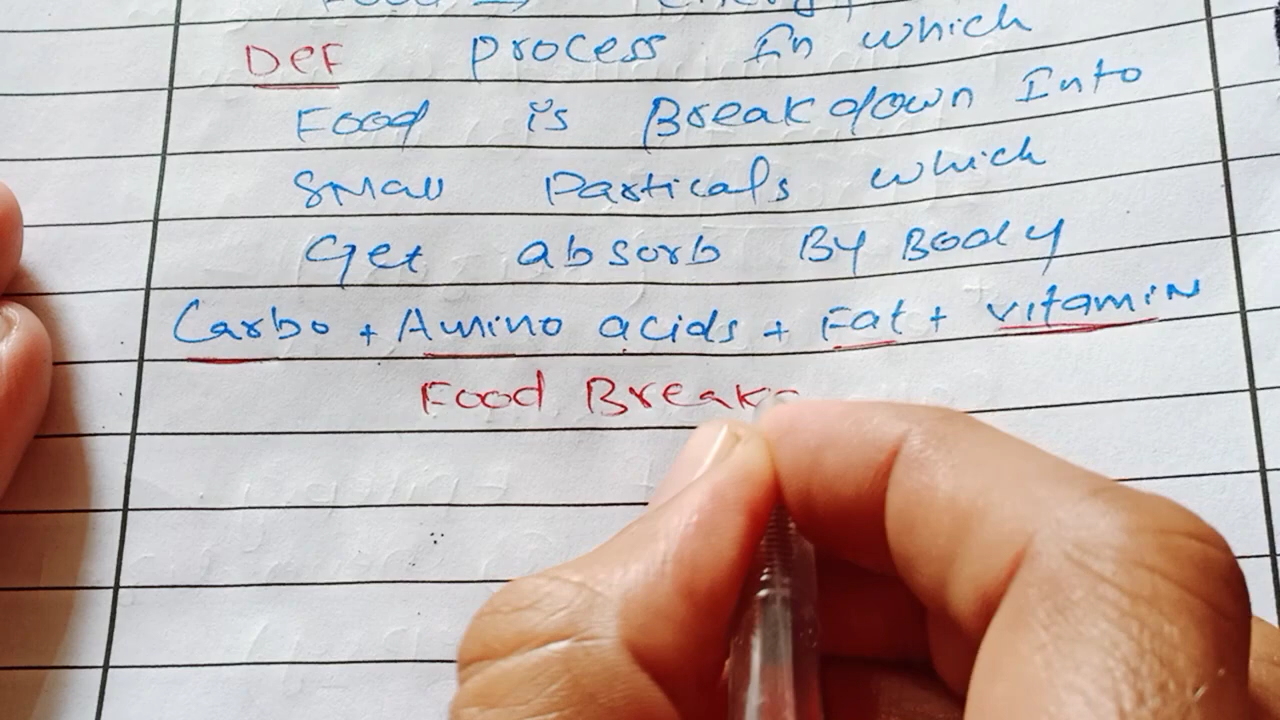 DEF process In which
Food is Breakdown Into
Small Particals which
Get absorb By Body
Carbo + Amino acids + Fat + vitamin
Food Break